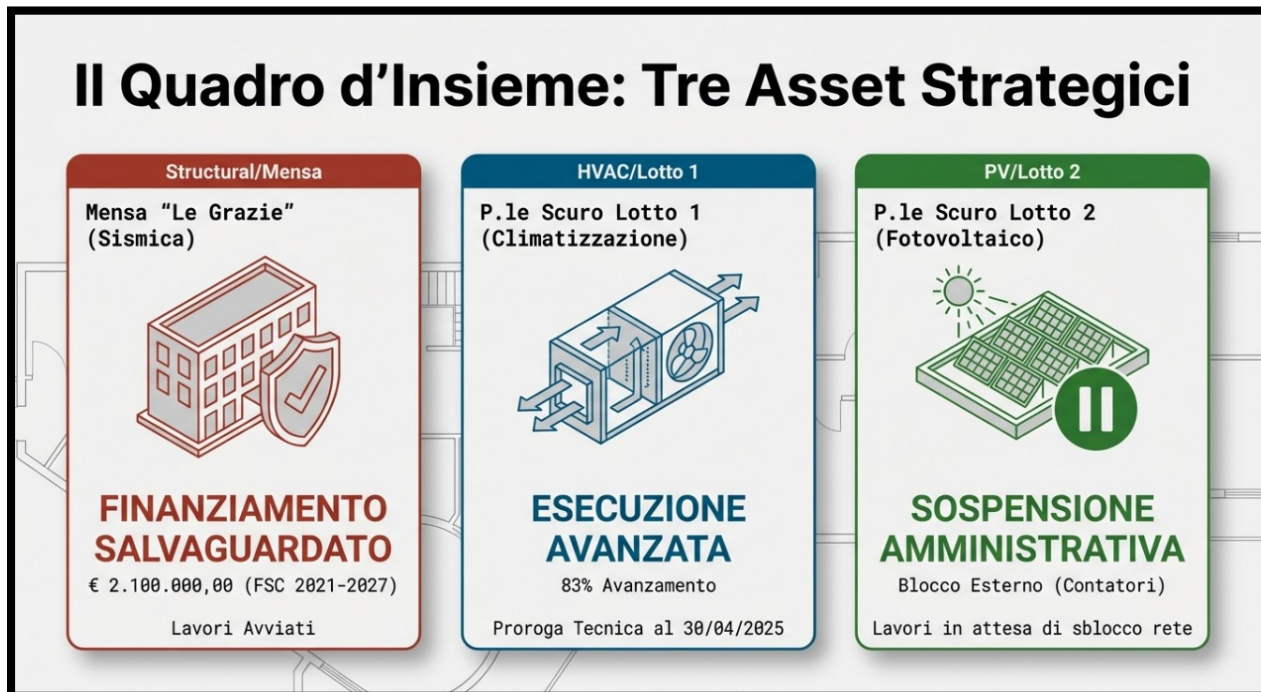 Il Quadro d’Insieme: Tre Asset Strategici
Structural/Mensa
Mensa “Le Grazie”
(Sismica)
FINANZIAMENTO
SALVAGUARDATO
€ 2.100.000,00 (FSC 2021-2027)
Lavori Avviati
HVAC/Lotto 1
P.le Scuro Lotto 1
(Climatizzazione)
ESECUZIONE
AVANZATA
83% Avanzamento
Proroga Tecnica al 30/04/2025
PV/Lotto 2
P.le Scuro Lotto 2
(Fotovoltaico)
SOSPENSIONE
AMMINISTRATIVA
Blocco Esterno (Contatori)
Lavori in attesa di sblocco rete